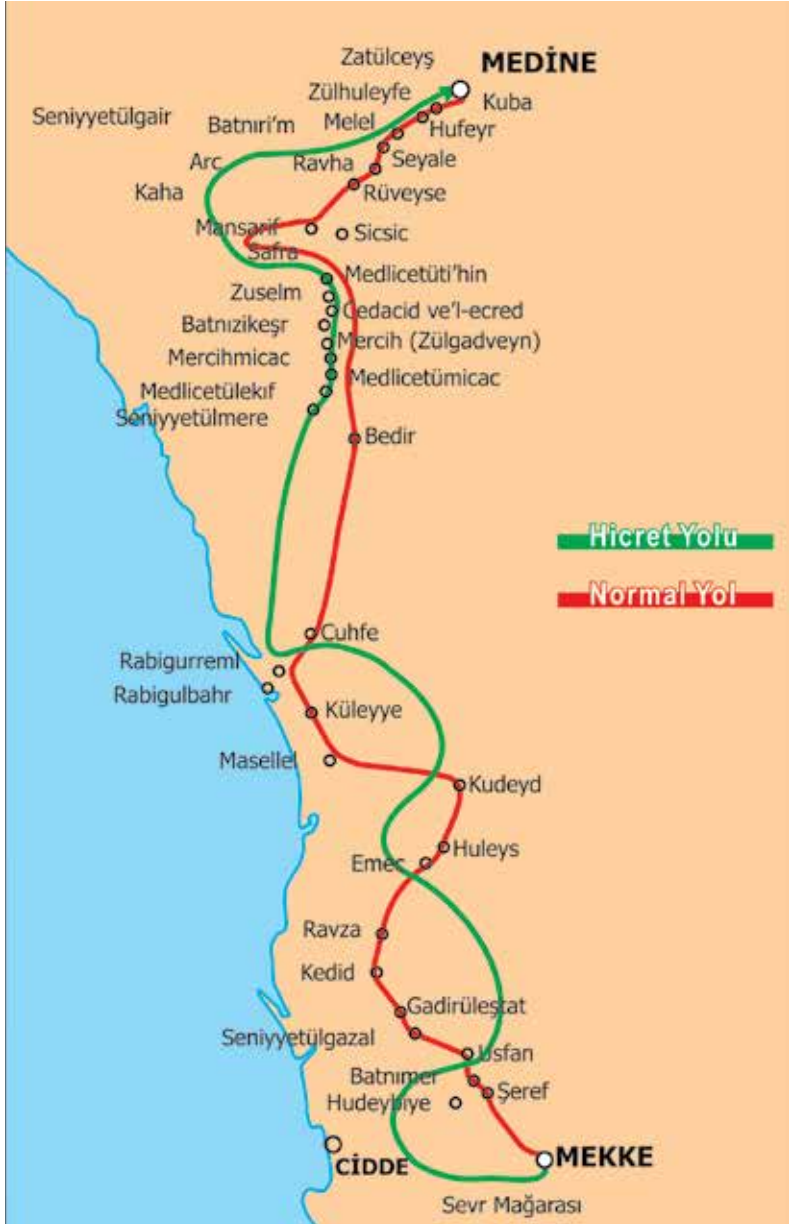 Zatülceyş
MEDİNE
Zülhuleyfe
Kuba
Seniyyetülgair
Batnıri'm
Melel
Hufeyr
Arc
Ravha
Seyale
Kaha
Rüveyse
Mansarif
Sicsic
Safra
Medlicetüti'hin
Zuselm
Cedacid ve'l-ecred
Batnızikeşr
Mercih (Zülgadveyn)
Mercihmicac
Medlicetümicac
Medlicetülekıf
Seniyyetülmere
Bedir
Hicret Yolu
Normal Yol
Cuhfe
Rabigurreml
Rabigulbahr
Küleyye
Masellel
Kudeyd
Huleys
Emec
Ravza
Kedid
Gadirüleştat
Seniyyetülgazal
Usfan
Batnımer
Şeref
Hudeybiye
CİDDE
MEKKE
Sevr Mağarası